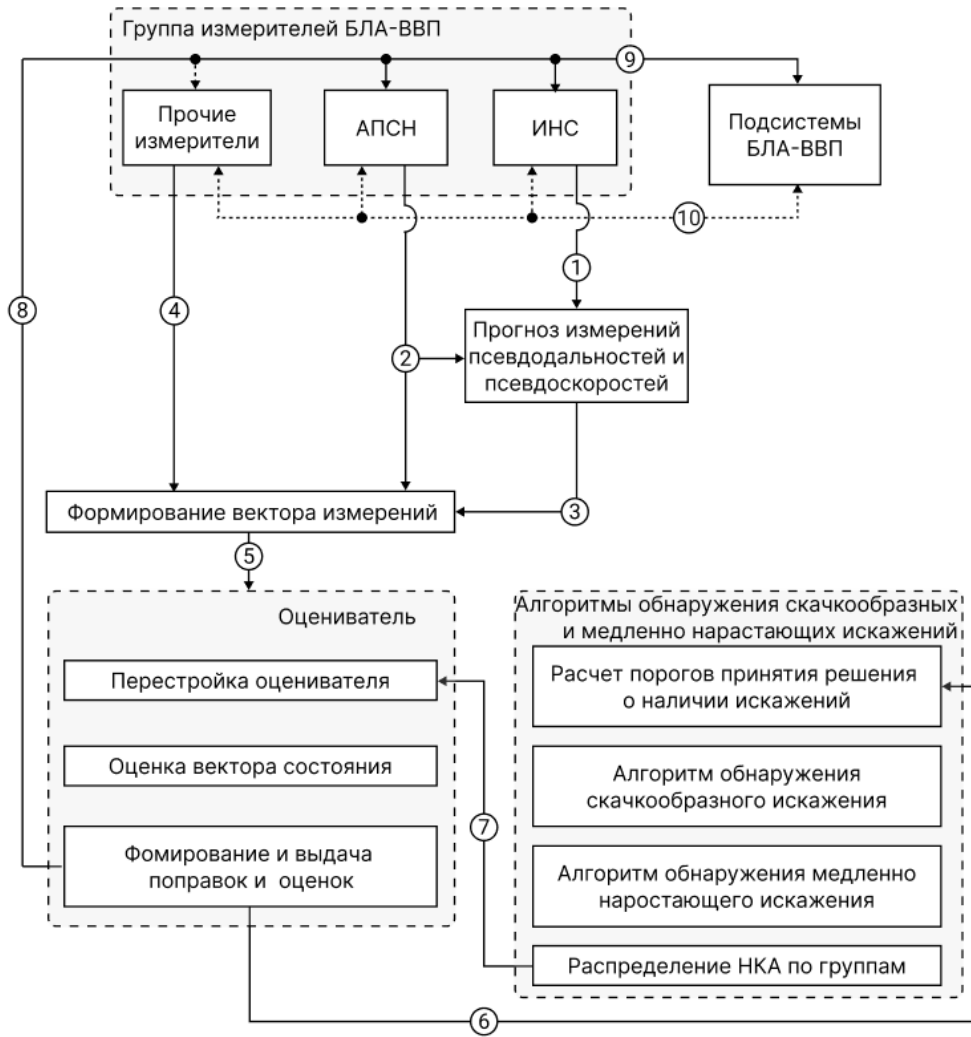 Группа измерителей БЛА-ВВП
9
Прочие
измерители
АПСН
ИНС
Подсистемы
БЛА-ВВП
10
1
8
4
2
Прогноз измерений
псевдодальностей и
псевдоскоростей
Формирование вектора измерений
3
5
Оцениватель
Алгоритмы обнаружения скачкообразных
и медленно нарастающих искажений
Перестройка оценивателя
Расчет порогов принятия решения
о наличии искажений
Оценка вектора состояния
Алгоритм обнаружения
скачкообразного искажения
7
Фомирование и выдача
поправок и оценок
Алгоритм обнаружения медленно
наростающего искажения
Распределение НКА по группам
6